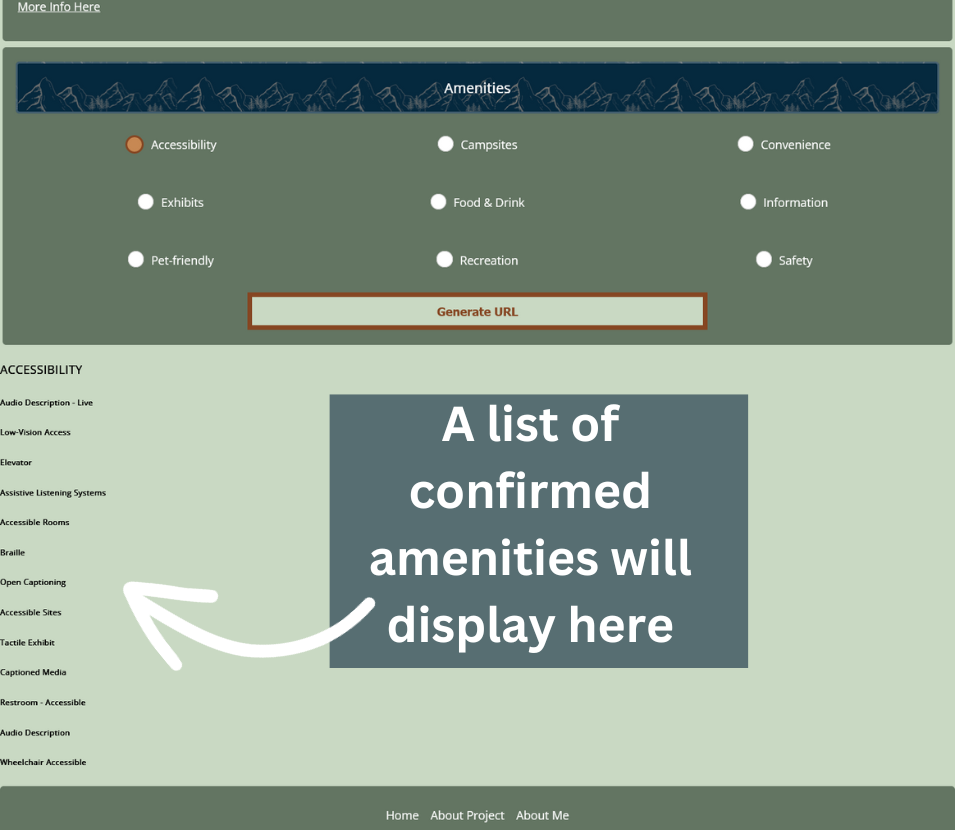 More Info Here
Amenities
Accessibility
Campsites
Convenience
Exhibits
Food & Drink
Information
Pet-friendly
Recreation
Safety
Generate URL
ACCESSIBILITY
Audio Description - Live
Low-Vision Access
Elevator
Assistive Listening Systems
Accessible Rooms
Braille
Open Captioning
Accessible Sites
Tactile Exhibit
Captioned Media
Restroom - Accessible
Audio Description
Wheelchair Accessible
A list of
confirmed
amenities will
display here
Home About Project About Me